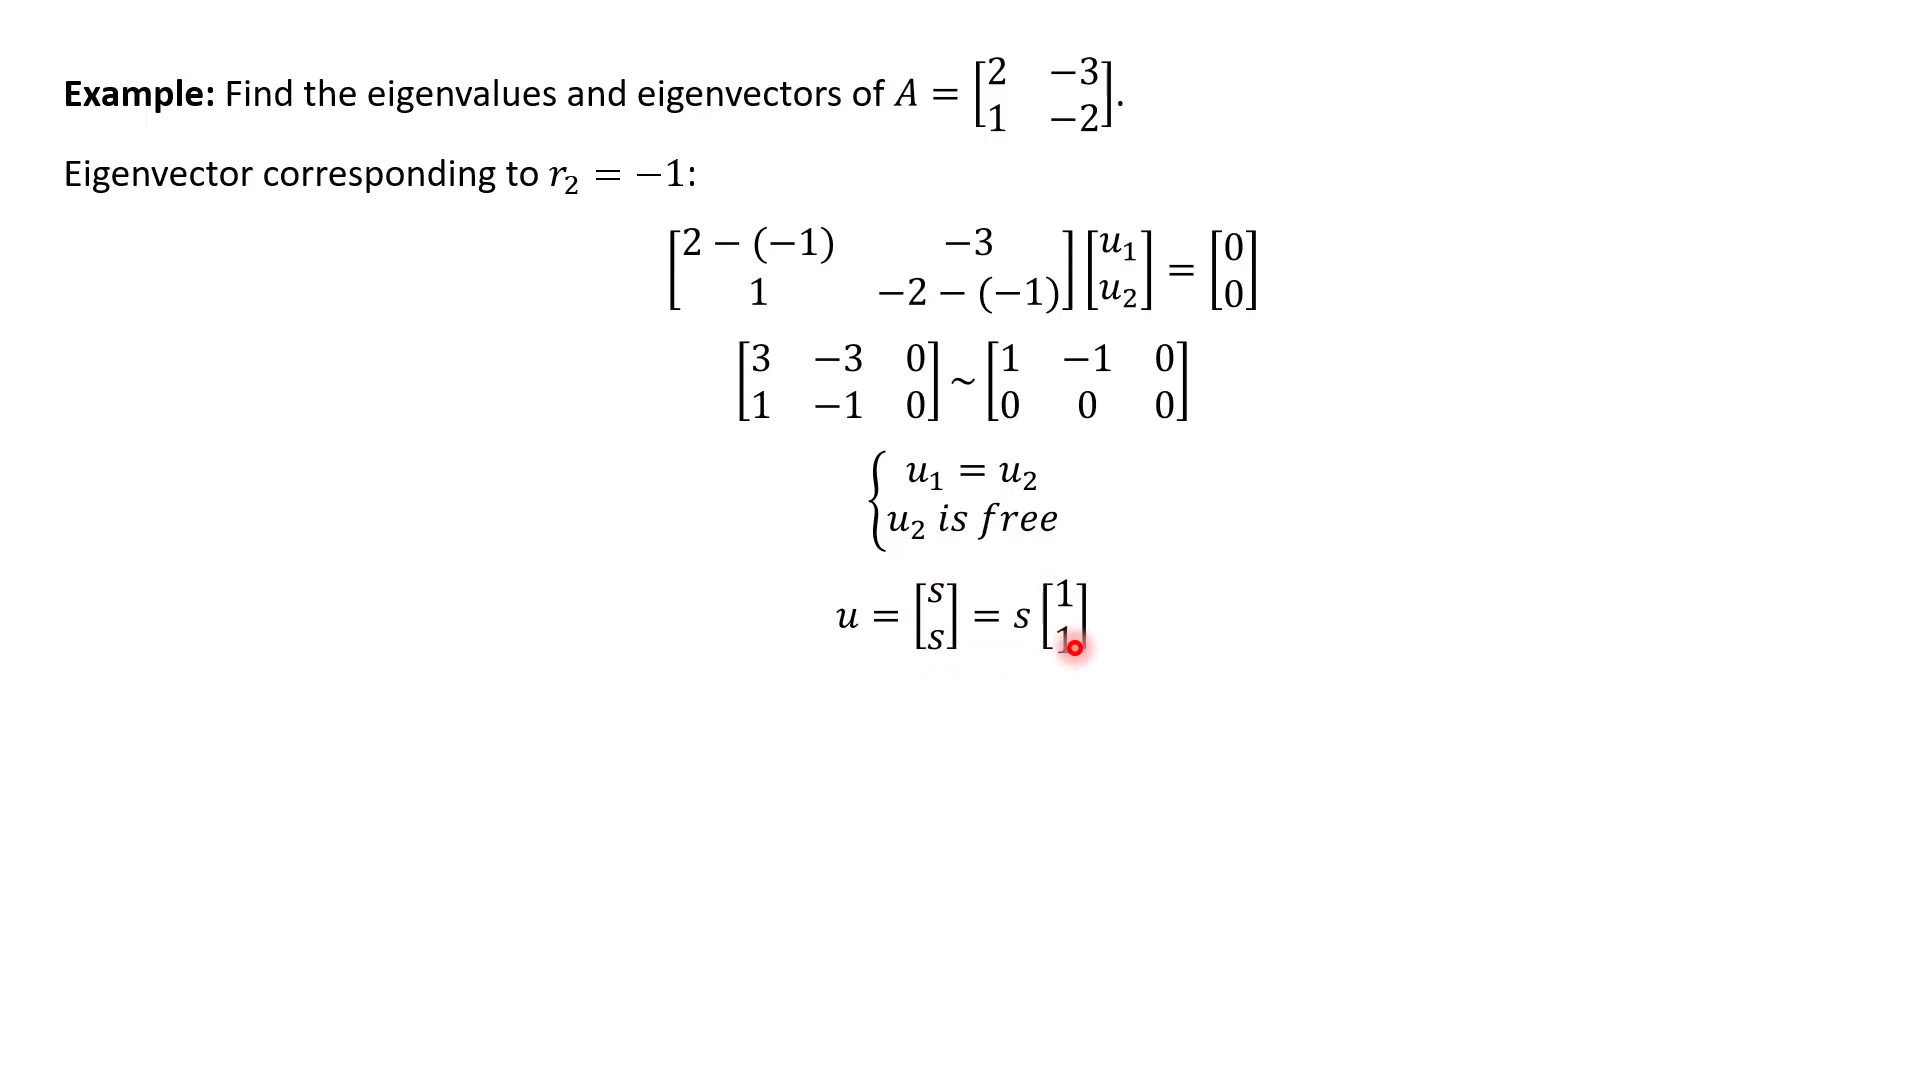 Example: Find the eigenvalues and eigenvectors of A = [2 −3
1 −2].
Eigenvector corresponding to r₂ = −1:
[2 − (−1) −3
1 −2 − (−1)] [u₁
u₂] = [0
0]
[3 −3 0
1 −1 0] ~ [1 −1 0
0 0 0]
{u₁ = u₂
u₂ is free
u = [s
s] = s [1
1]